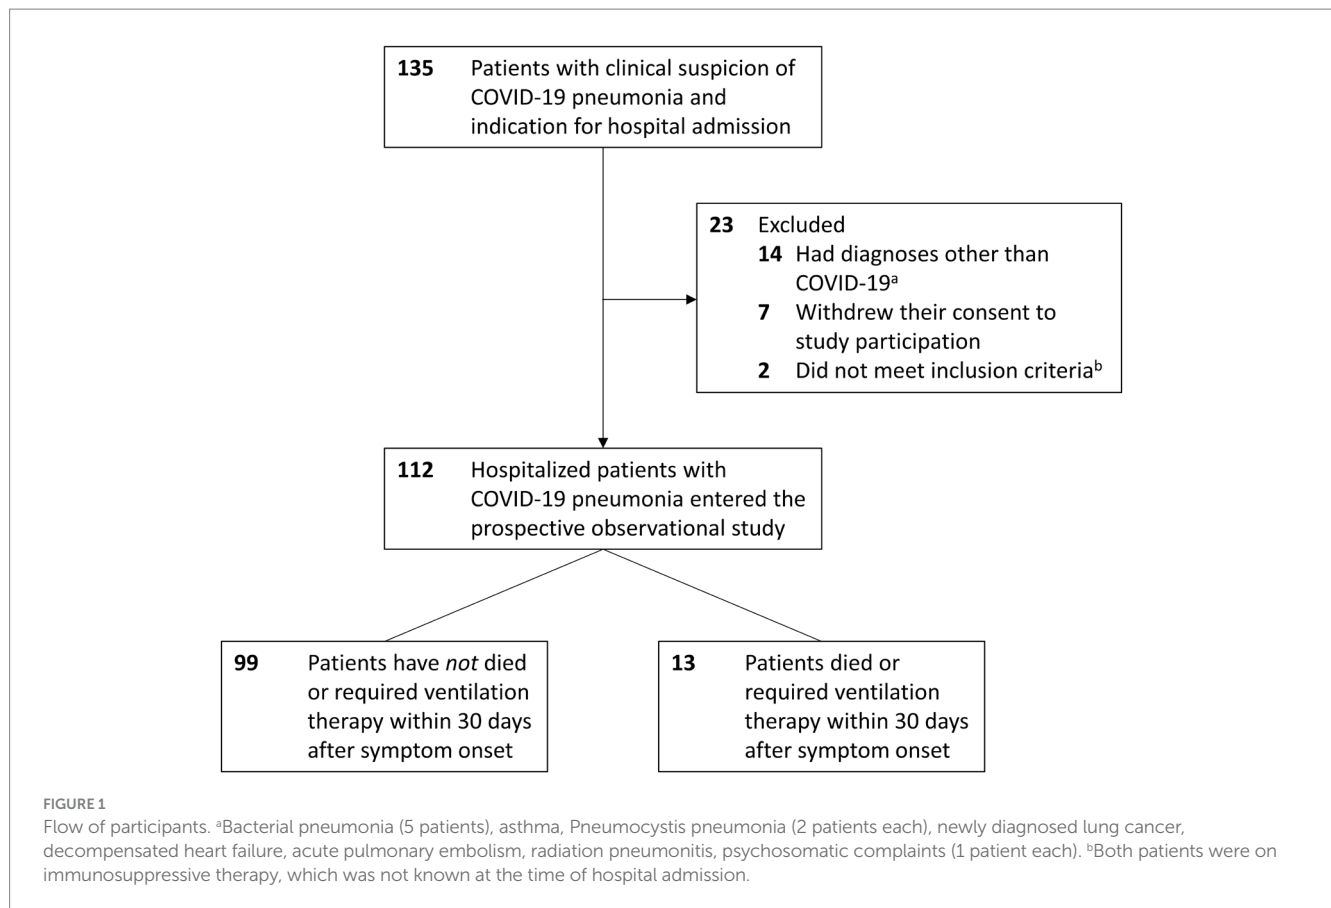 135 Patients with clinical suspicion of
COVID-19 pneumonia and
indication for hospital admission
23 Excluded
14 Had diagnoses other than
COVID-19ᵃ
7 Withdrew their consent to
study participation
2 Did not meet inclusion criteriaᵇ
112 Hospitalized patients with
COVID-19 pneumonia entered the
prospective observational study
99 Patients have not died
or required ventilation
therapy within 30 days
after symptom onset
13 Patients died or
required ventilation
therapy within 30 days
after symptom onset
FIGURE 1
Flow of participants. ᵃBacterial pneumonia (5 patients), asthma, Pneumocystis pneumonia (2 patients each), newly diagnosed lung cancer,
decompensated heart failure, acute pulmonary embolism, radiation pneumonitis, psychosomatic complaints (1 patient each). ᵇBoth patients were on
immunosuppressive therapy, which was not known at the time of hospital admission.